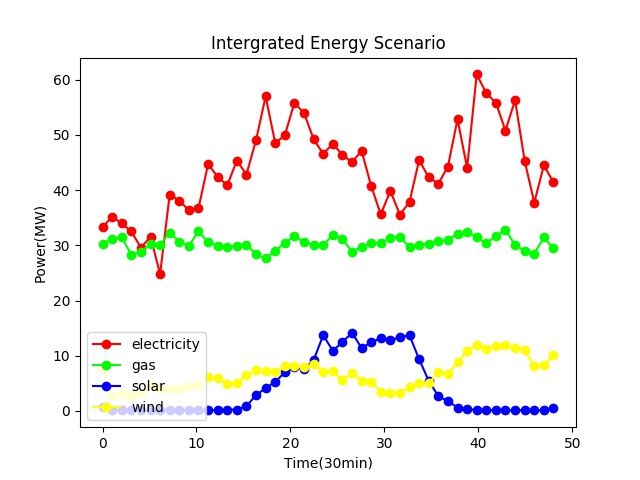 Intergrated Energy Scenario
Power(MW)
60
50
40
30
20
10
0
electricity
gas
solar
wind
0 10 20 30 40 50
Time(30min)